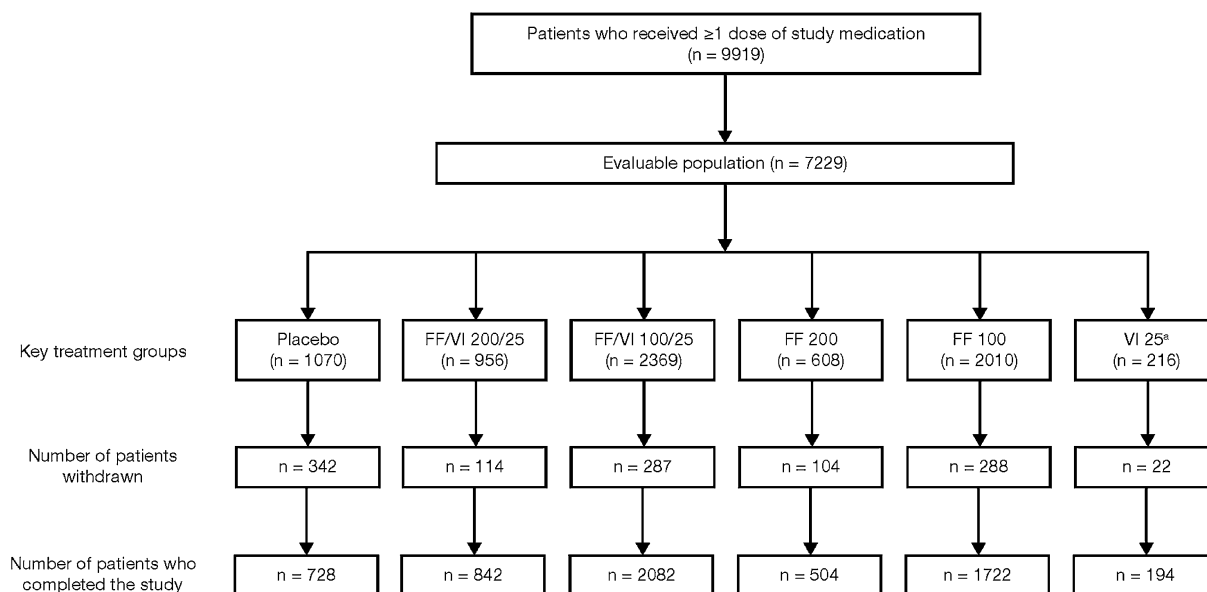 Patients who received ≥1 dose of study medication
(n = 9919)
Evaluable population (n = 7229)
Key treatment groups
Placebo
(n = 1070)
FF/VI 200/25
(n = 956)
FF/VI 100/25
(n = 2369)
FF 200
(n = 608)
FF 100
(n = 2010)
VI 25ª
(n = 216)
Number of patients
withdrawn
n = 342
n = 114
n = 287
n = 104
n = 288
n = 22
Number of patients who
completed the study
n = 728
n = 842
n = 2082
n = 504
n = 1722
n = 194